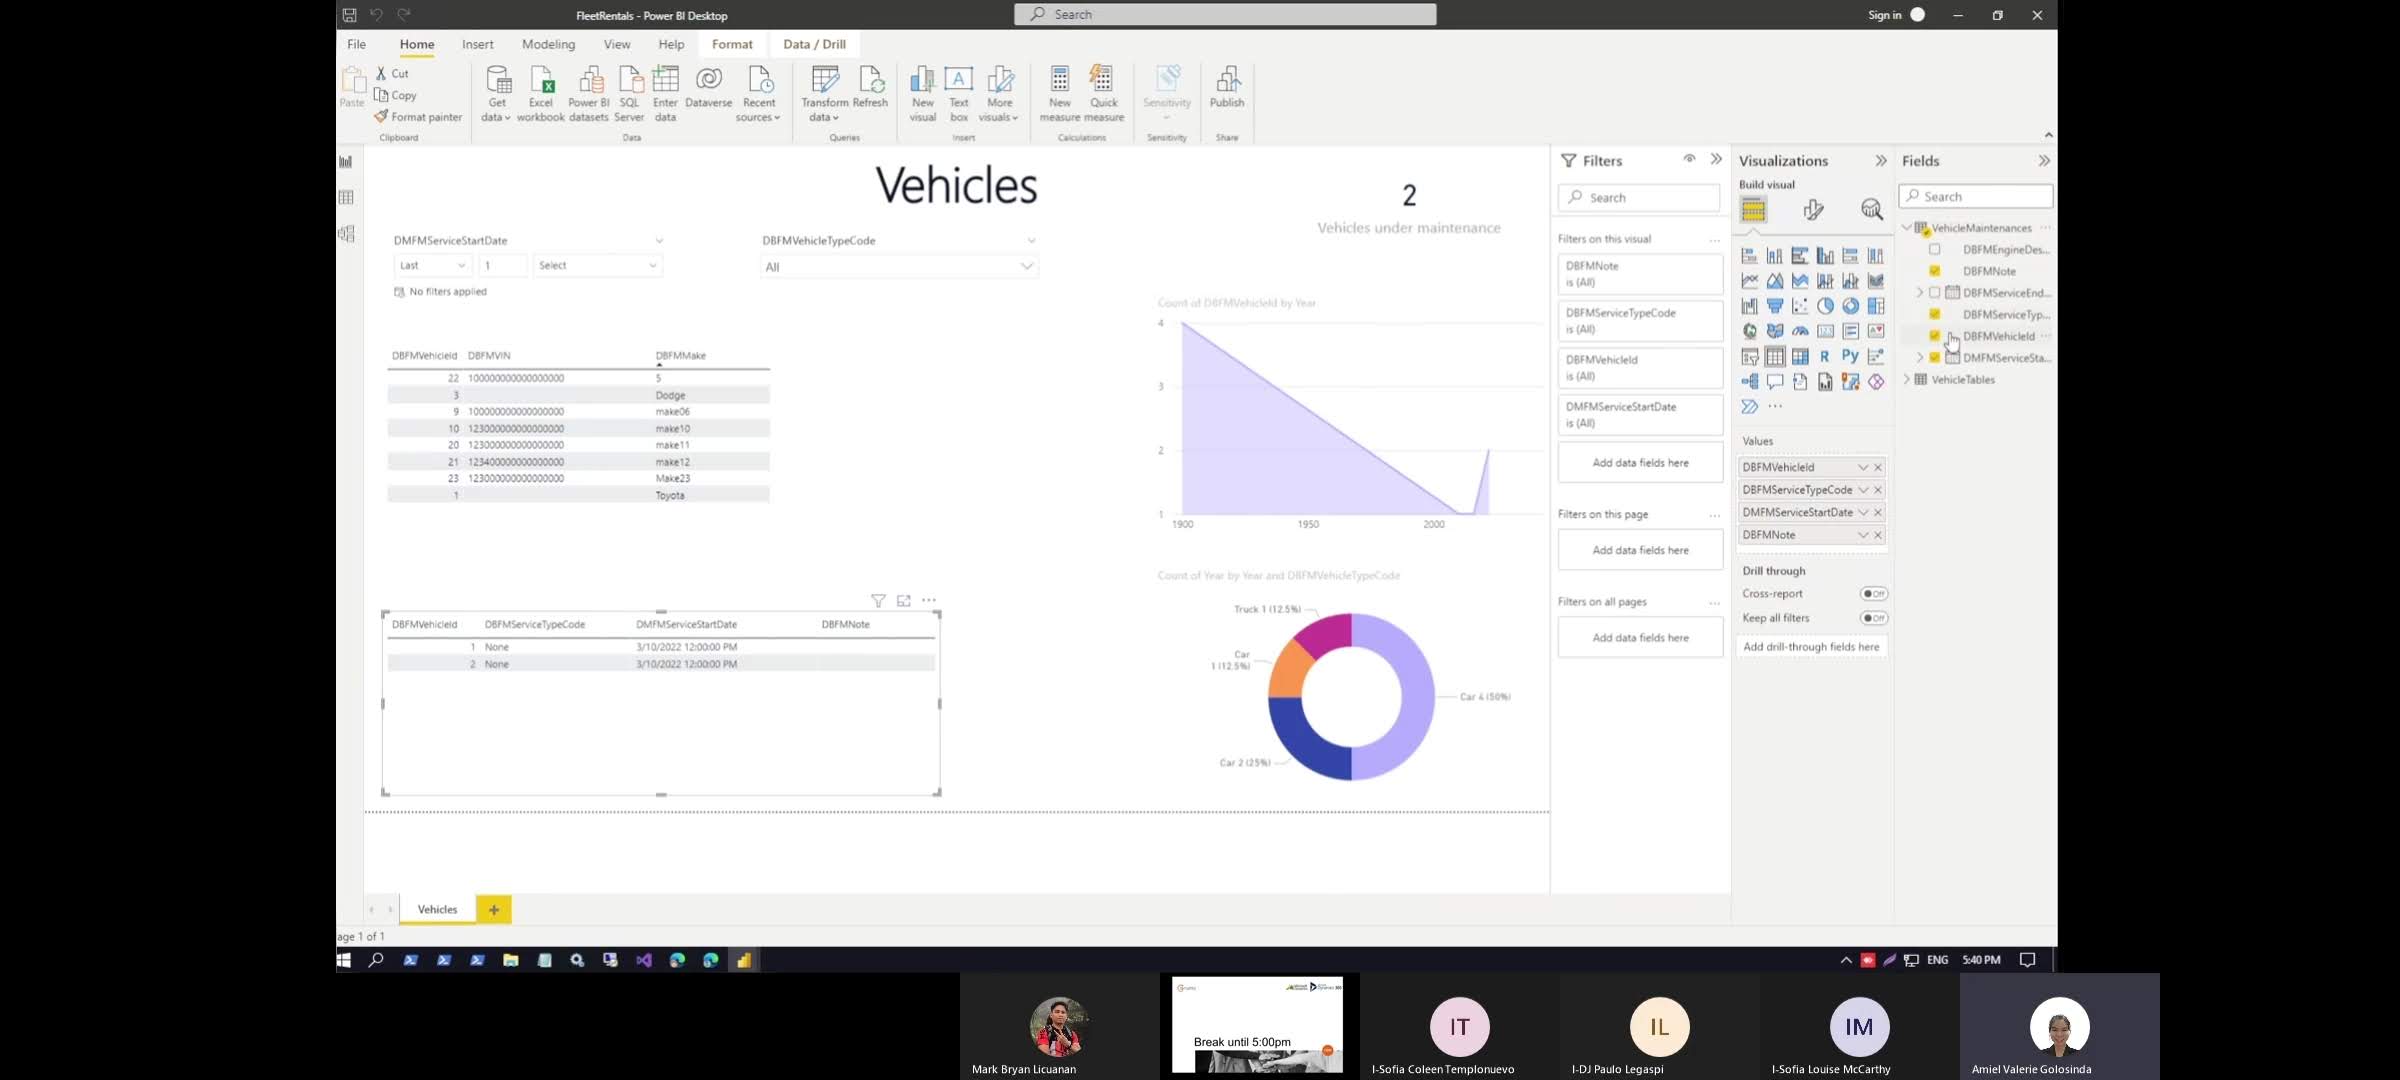 FleetRentals - Power BI Desktop
Search
Sign in
File
Home
Insert
Modeling
View
Help
Format
Data / Drill
Paste
Cut
Copy
Format painter
Clipboard
Get data
Excel workbook
Power BI datasets
SQL Server
Enter data
Dataverse
Recent sources
Data
Transform data
Refresh
Queries
New visual
Text box
More visuals
Insert
New measure
Quick measure
Calculations
Sensitivity
Sensitivity
Publish
Share
Vehicles
2
Vehicles under maintenance
DMFMServiceStartDate
Last
1
Select
No filters applied
DBFMVehicleTypeCode
All
DBFMVehicleId DBFMVIN DBFMMake
22 100000000000000000 5
3 Dodge
9 100000000000000000 make06
10 123000000000000000 make10
20 123000000000000000 make11
21 123400000000000000 make12
23 123000000000000000 Make23
1 Toyota
Count of DBFMVehicleId by Year
4
3
2
1
1900 1950 2000
DBFMVehicleId DBFMServiceTypeCode DMFMServiceStartDate DBFMNote
1 None 3/10/2022 12:00:00 PM
2 None 3/10/2022 12:00:00 PM
Count of Year by Year and DBFMVehicleTypeCode
Truck 1 (12.5%)
Car
1 (12.5%)
Car 4 (50%)
Car 2 (25%)
Filters
Search
Filters on this visual
DBFMNote
is (All)
DBFMServiceTypeCode
is (All)
DBFMVehicleId
is (All)
DMFMServiceStartDate
is (All)
Add data fields here
Filters on this page
Add data fields here
Filters on all pages
Add data fields here
Visualizations
Build visual
R
Py
Values
DBFMVehicleId
DBFMServiceTypeCode
DMFMServiceStartDate
DBFMNote
Drill through
Cross-report
Off
Keep all filters
Off
Add drill-through fields here
Fields
Search
VehicleMaintenances
DBFMEngineDes...
DBFMNote
DBFMServiceEnd...
DBFMServiceTyp...
DBFMVehicleId
DMFMServiceSta...
VehicleTables
Vehicles
age 1 of 1
ENG
5:40 PM
Mark Bryan Licuanan
Break until 5:00pm
IT
I-Sofia Coleen Templonuevo
IL
I-DJ Paulo Legaspi
IM
I-Sofia Louise McCarthy
Amiel Valerie Golosinda